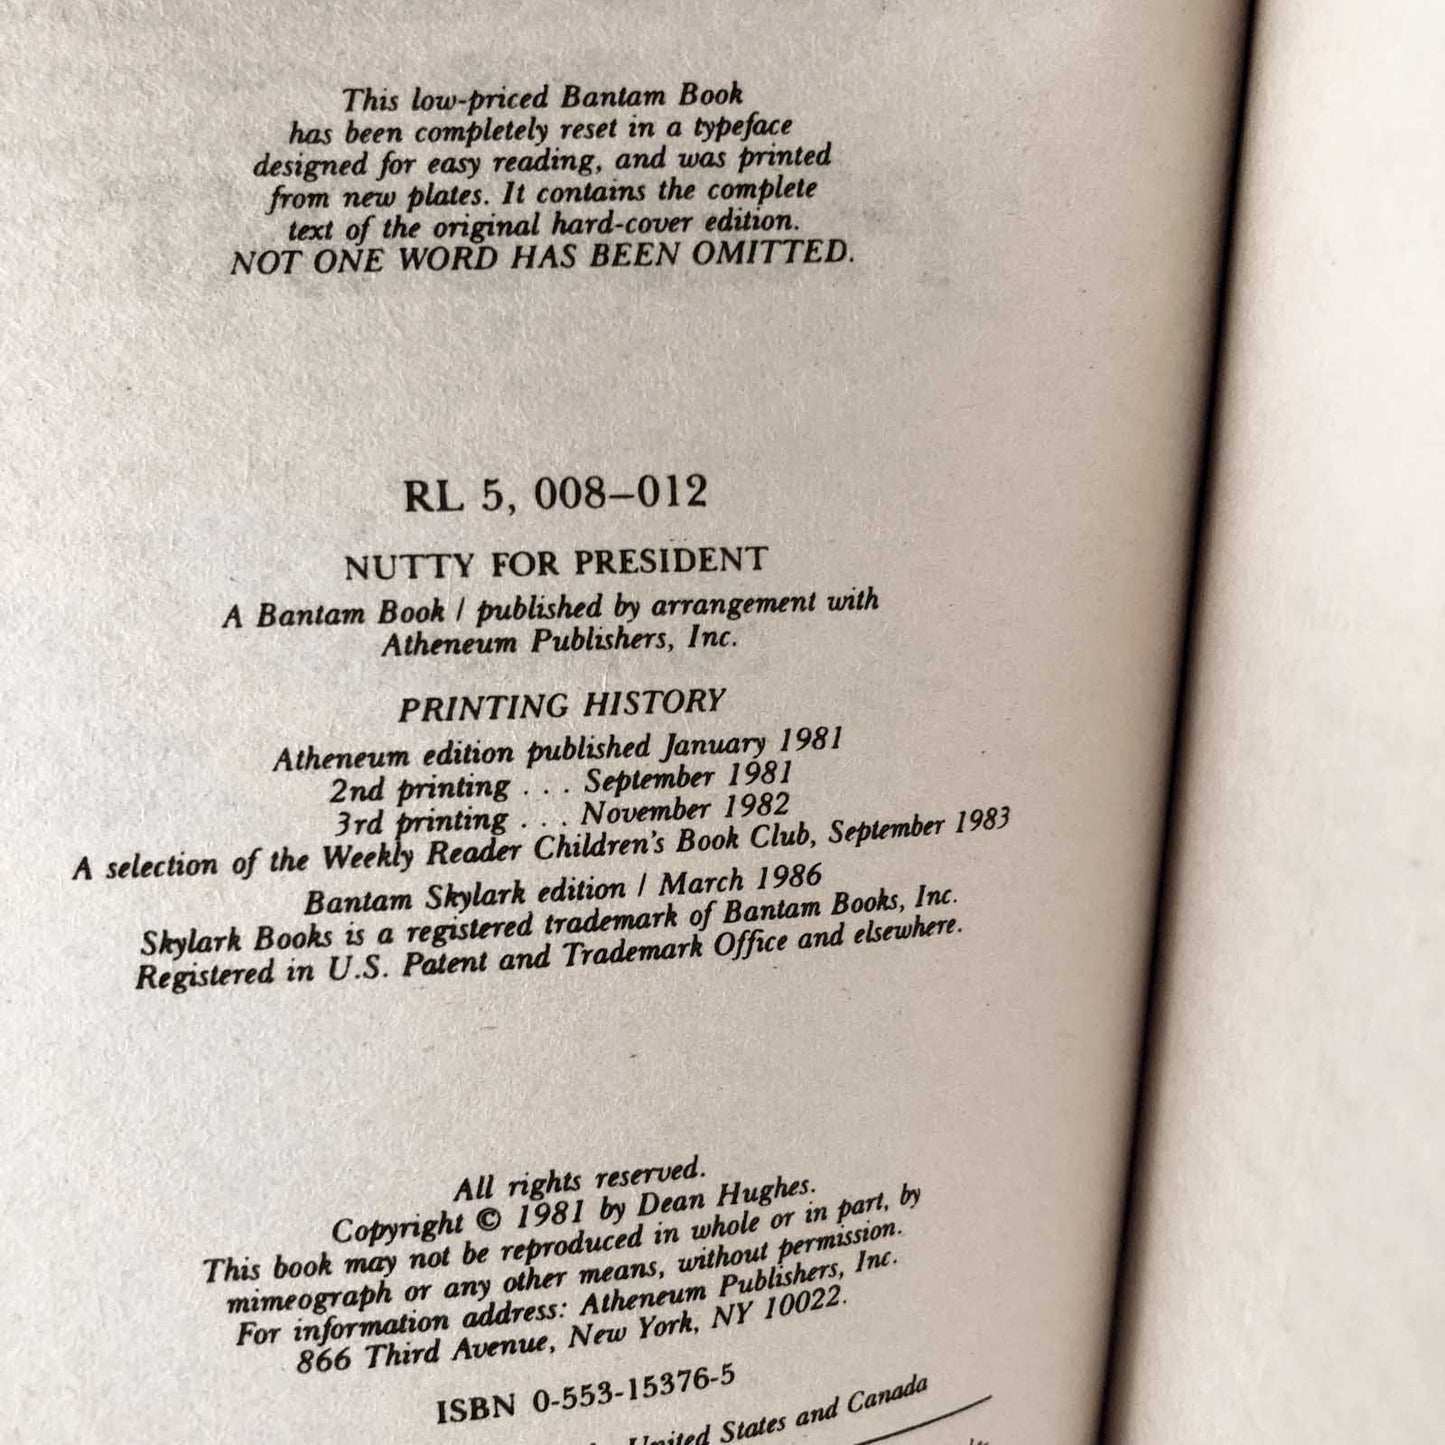 This low-priced Bantam Book
has been completely reset in a typeface
designed for easy reading, and was printed
from new plates. It contains the complete
text of the original hard-cover edition.
NOT ONE WORD HAS BEEN OMITTED.
RL 5, 008–012
NUTTY FOR PRESIDENT
A Bantam Book / published by arrangement with
Atheneum Publishers, Inc.
PRINTING HISTORY
Atheneum edition published January 1981
2nd printing . . . September 1981
3rd printing . . . November 1982
A selection of the Weekly Reader Children's Book Club, September 1983
Bantam Skylark edition / March 1986
Skylark Books is a registered trademark of Bantam Books, Inc.
Registered in U.S. Patent and Trademark Office and elsewhere.
All rights reserved.
Copyright © 1981 by Dean Hughes.
This book may not be reproduced in whole or in part, by
mimeograph or any other means, without permission.
For information address: Atheneum Publishers, Inc.
866 Third Avenue, New York, NY 10022.
ISBN 0-553-15376-5
United States and Canada